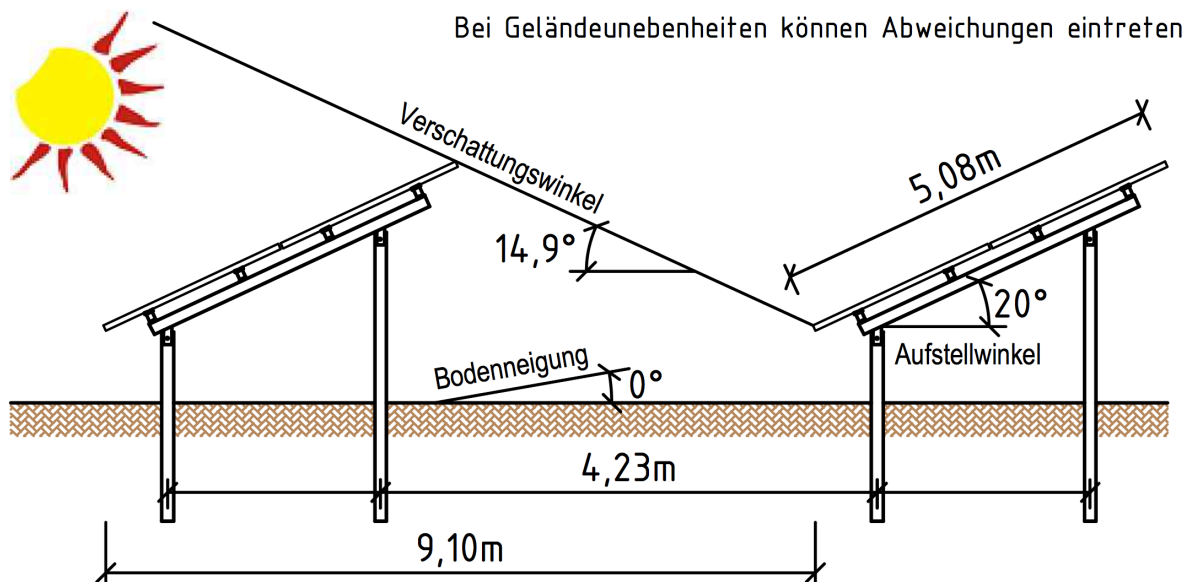 Bei Geländeunebenheiten können Abweichungen eintreten
Verschattungswinkel
5,08m
14,9°
20°
Aufstellwinkel
Bodenneigung
0°
4,23m
9,10m